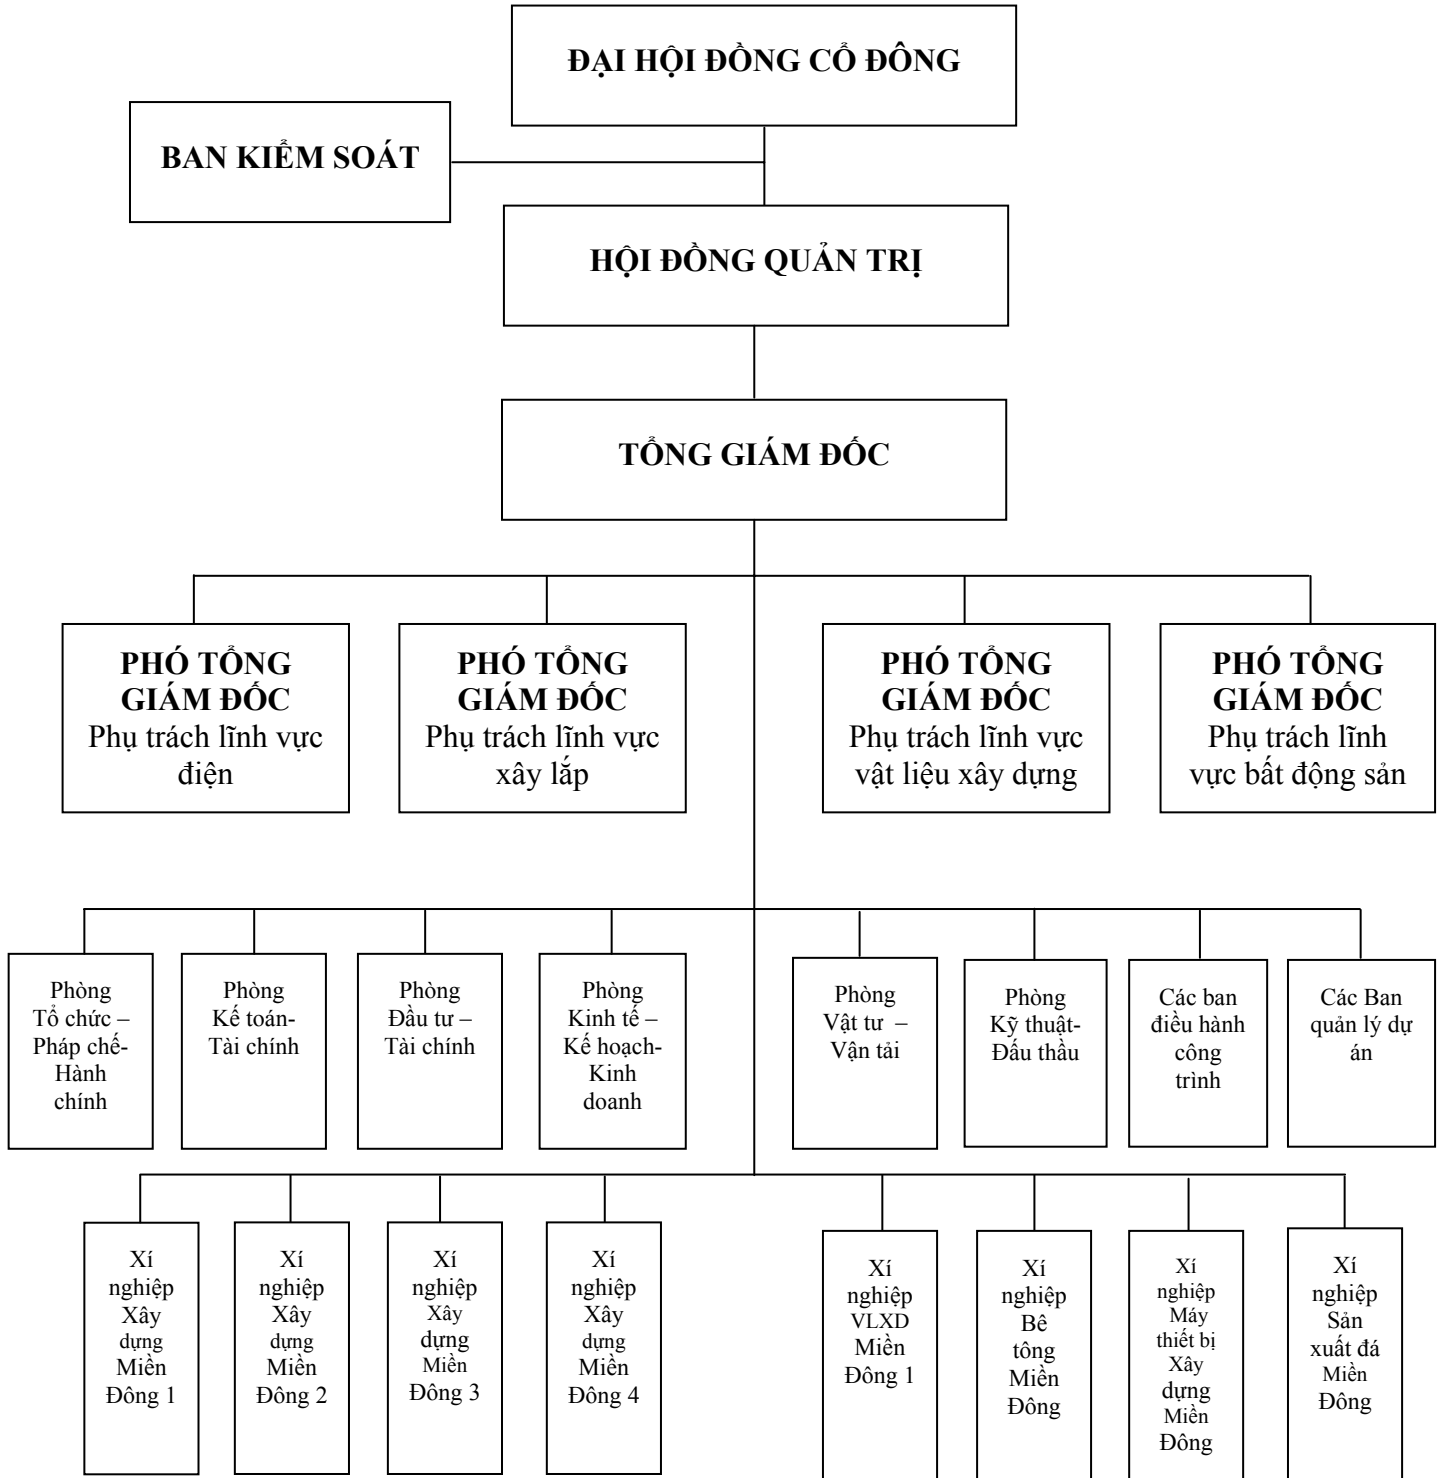 ĐẠI HỘI ĐỒNG CỔ ĐÔNG
BAN KIỂM SOÁT
HỘI ĐỒNG QUẢN TRỊ
TỔNG GIÁM ĐỐC
PHÓ TỔNG
GIÁM ĐỐC
Phụ trách lĩnh vực
điện
PHÓ TỔNG
GIÁM ĐỐC
Phụ trách lĩnh vực
xây lắp
PHÓ TỔNG
GIÁM ĐỐC
Phụ trách lĩnh vực
vật liệu xây dựng
PHÓ TỔNG
GIÁM ĐỐC
Phụ trách lĩnh
vực bất động sản
Phòng
Tổ chức –
Pháp chế-
Hành
chính
Phòng
Kế toán-
Tài chính
Phòng
Đầu tư –
Tài chính
Phòng
Kinh tế –
Kế hoạch-
Kinh
doanh
Phòng
Vật tư –
Vận tải
Phòng
Kỹ thuật-
Đấu thầu
Các ban
điều hành
công
trình
Các Ban
quản lý dự
án
Xí
nghiệp
Xây
dựng
Miền
Đông 1
Xí
nghiệp
Xây
dựng
Miền
Đông 2
Xí
nghiệp
Xây
dựng
Miền
Đông 3
Xí
nghiệp
Xây
dựng
Miền
Đông 4
Xí
nghiệp
VLXD
Miền
Đông 1
Xí
nghiệp
Bê
tông
Miền
Đông
Xí
nghiệp
Máy
thiết bị
Xây
dựng
Miền
Đông
Xí
nghiệp
Sản
xuất đá
Miền
Đông